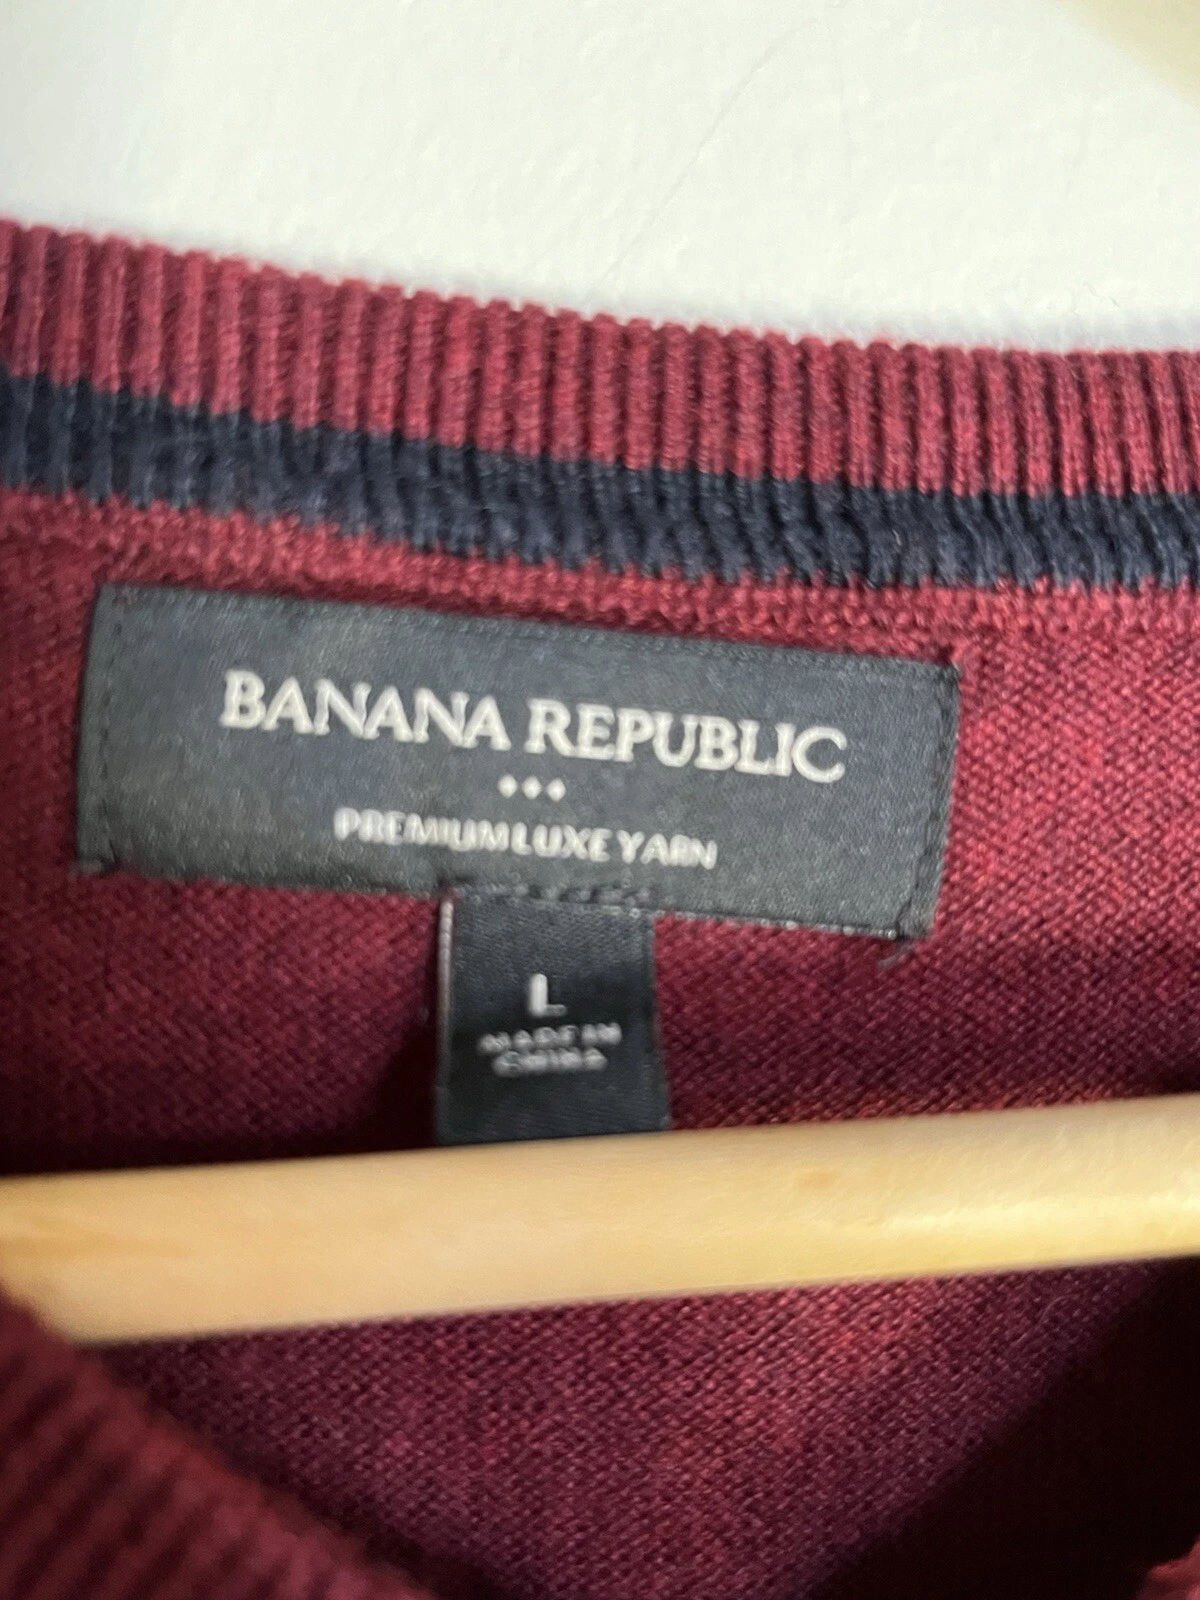 BANANA REPUBLIC
PREMIUM LUXE YARN
L
MADE IN
CHINA